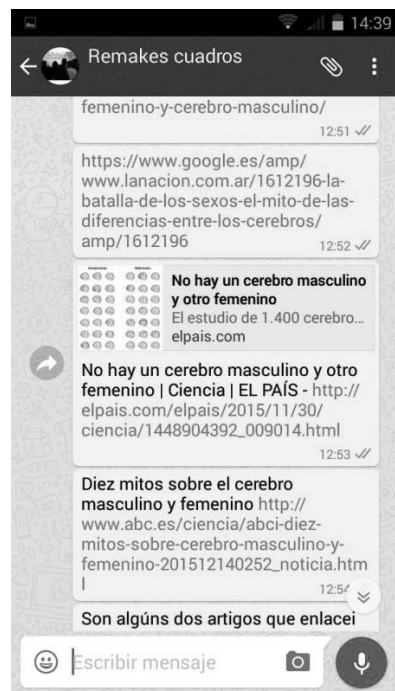 14:39
Remakes cuadros
femenino-y-cerebro-masculino/
12:51
https://www.google.es/amp/
www.lanacion.com.ar/1612196-la-
batalla-de-los-sexos-el-mito-de-las-
diferencias-entre-los-cerebros/
amp/1612196
12:52
No hay un cerebro masculino
y otro femenino
El estudio de 1.400 cerebro...
elpais.com
No hay un cerebro masculino y otro
femenino | Ciencia | EL PAÍS - http://
elpais.com/elpais/2015/11/30/
ciencia/1448904392_009014.html
12:53
Diez mitos sobre el cerebro
masculino y femenino http://
www.abc.es/ciencia/abci-diez-
mitos-sobre-cerebro-masculino-y-
femenino-201512140252_noticia.htm
l
12:54
Son algúns dos artigos que enlacei
Escribir mensaje